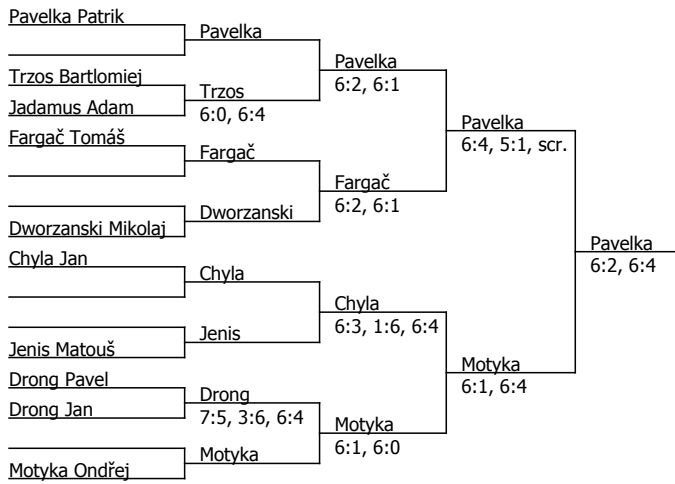 Pavelka Patrik
Trzos Bartlomiej
Jadamus Adam
Fargač Tomáš
Dworzanski Mikolaj
Chyla Jan
Jenis Matouš
Drong Pavel
Drong Jan
Motyka Ondřej
Pavelka
Trzos
6:0, 6:4
Fargač
Dworzanski
Chyla
Jenis
Drong
7:5, 3:6, 6:4
Motyka
Pavelka
6:2, 6:1
Fargač
6:2, 6:1
Chyla
6:3, 1:6, 6:4
Motyka
6:1, 6:0
Pavelka
6:4, 5:1, scr.
Motyka
6:1, 6:4
Pavelka
6:2, 6:4